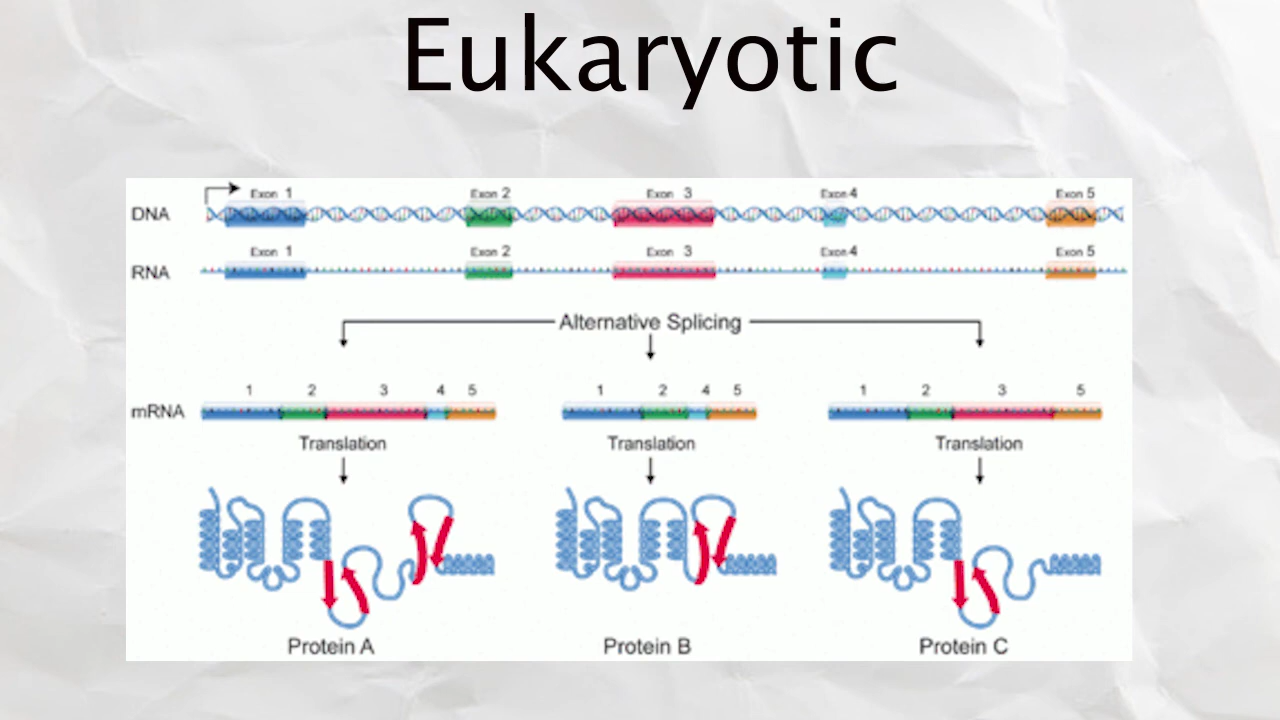 Eukaryotic
Exon 1 Exon 2 Exon 3 Exon 4 Exon 5
DNA
Exon 1 Exon 2 Exon 3 Exon 4 Exon 5
RNA
Alternative Splicing
1 2 3 4 5 1 2 4 5 1 2 3 5
mRNA
Translation Translation Translation
Protein A Protein B Protein C